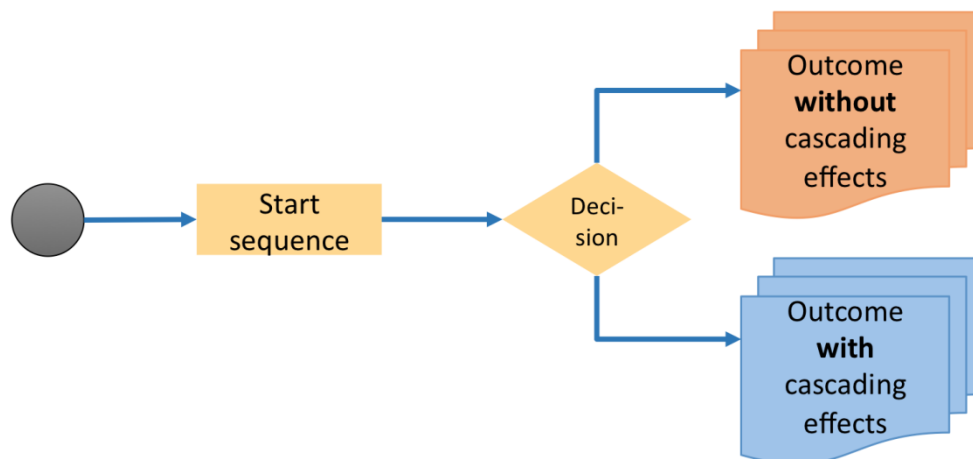 Start
sequence
Deci-
sion
Outcome
without
cascading
effects
Outcome
with
cascading
effects